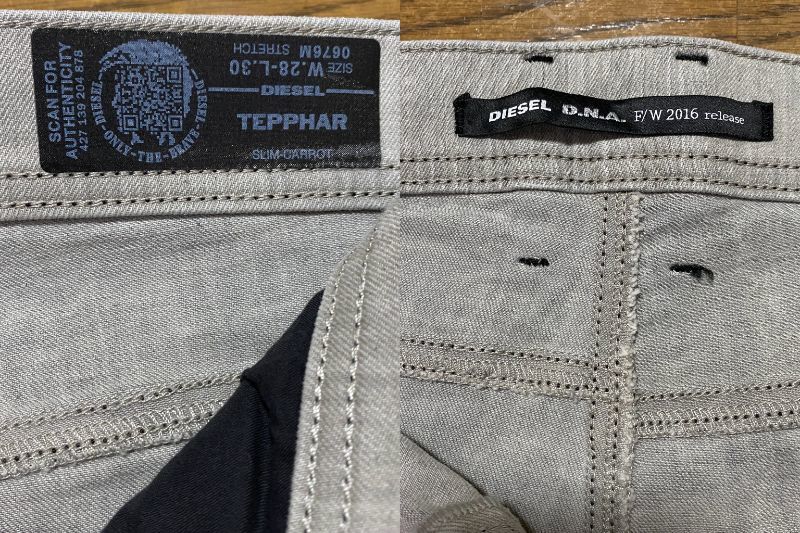 SCAN FOR
AUTHENTICITY
427 139 204 878
DIESEL
ONLY-THE-BRAVE
SIZE W.28-L.30
0676M STRETCH
DIESEL
TEPPHAR
SLIM-CARROT
DIESEL D.N.A. F/W 2016 release